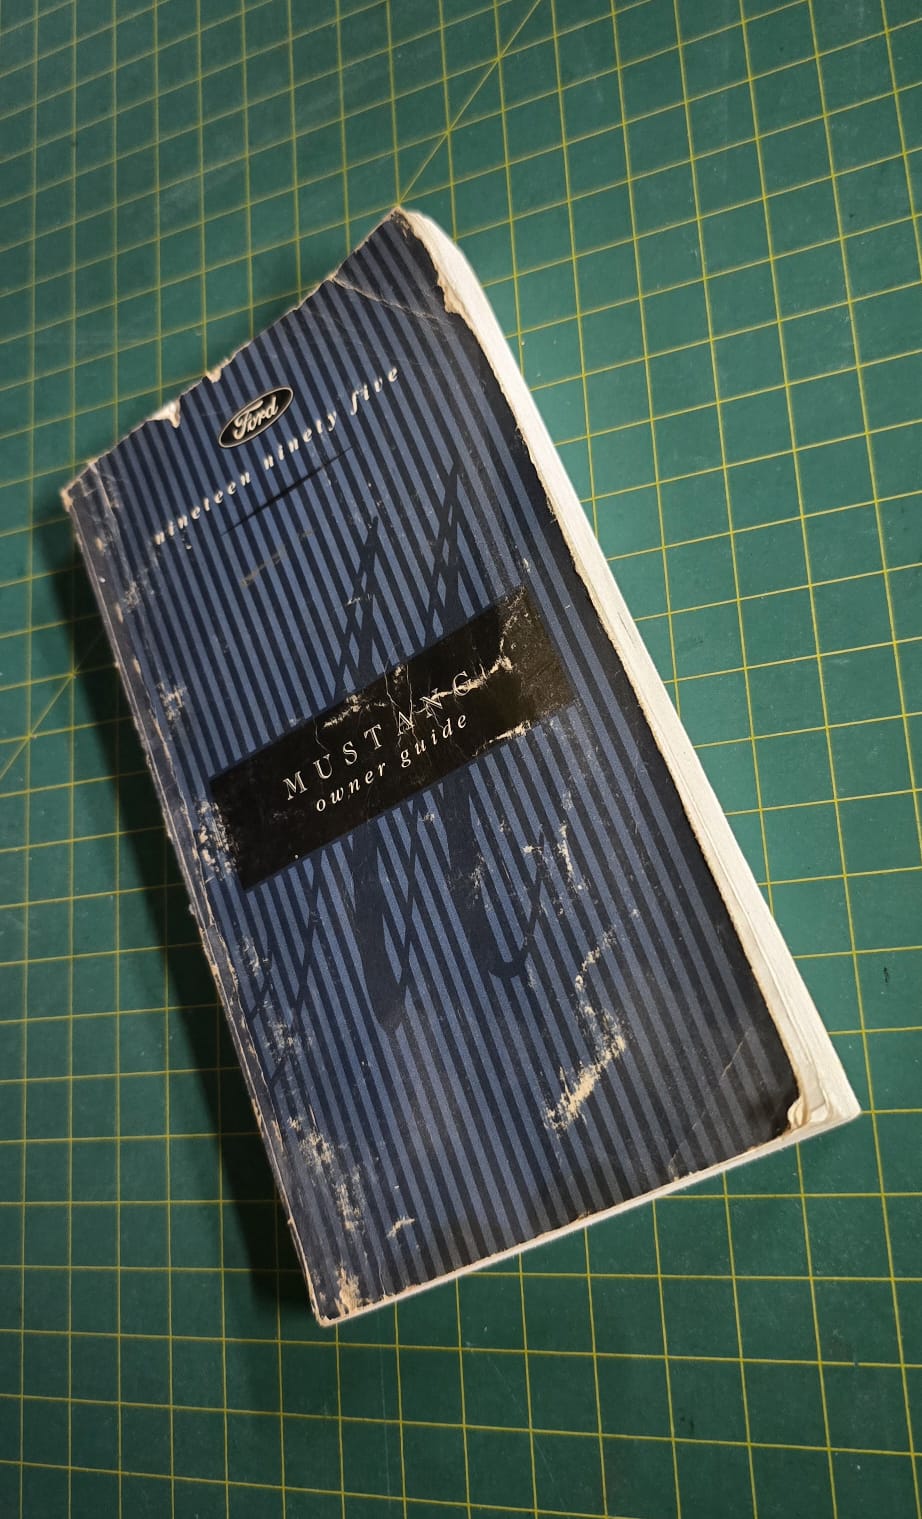 Ford
nineteen ninety five
MUSTANG
owner guide